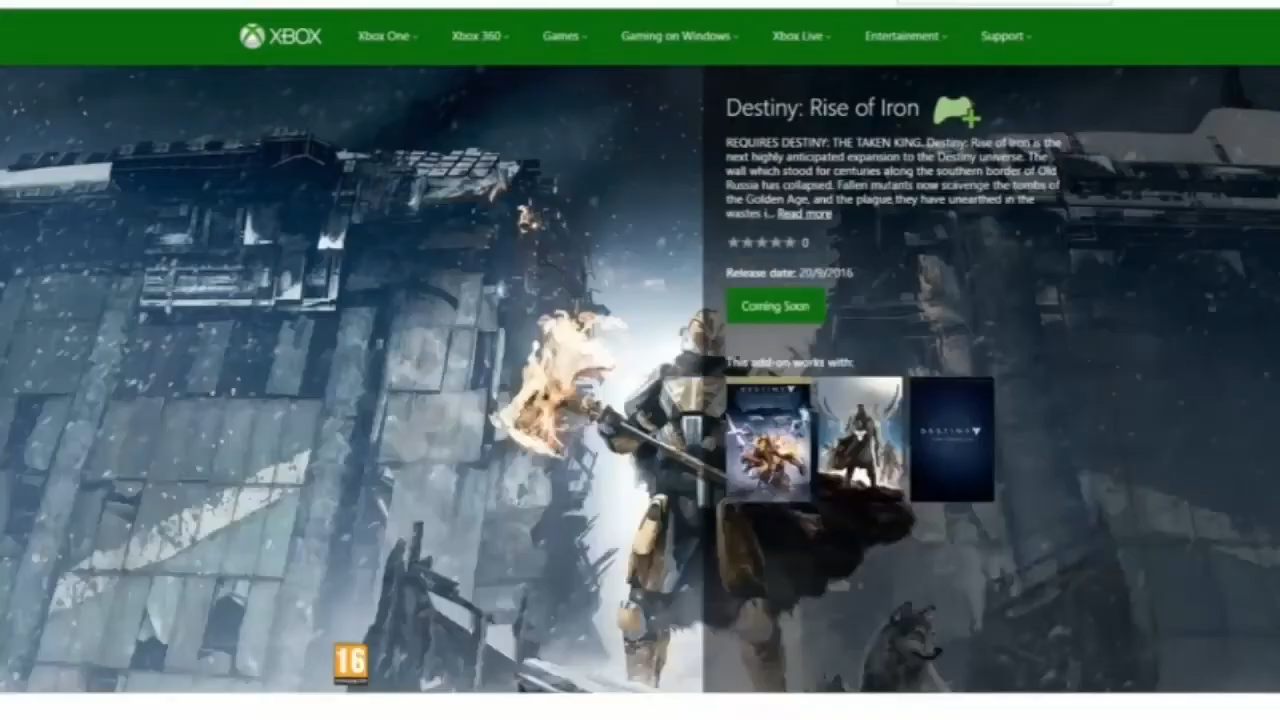 XBOX
Xbox One
Xbox 360
Games
Gaming on Windows
Xbox Live
Entertainment
Support
Destiny: Rise of Iron
REQUIRES DESTINY: THE TAKEN KING. Destiny: Rise of Iron is the
next highly anticipated expansion to the Destiny universe. The
wall which stood for centuries along the southern border of Old
Russia has collapsed. Fallen mutants now scavenge the tombs of
the Golden Age, and the plague they have unearthed in the
wastes i... Read more
0
Release date: 20/9/2016
Coming Soon
This add-on works with:
DESTINY
DESTINY
16